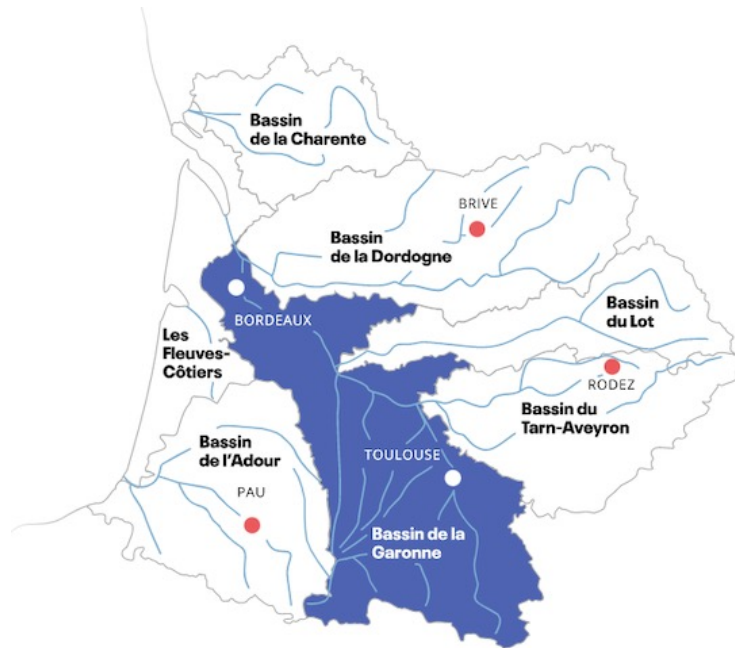 Bassin
de la Charente
BRIVE
Bassin
de la Dordogne
BORDEAUX
Bassin
du Lot
Les
Fleuves-
Côtiers
RODEZ
Bassin du
Tarn-Aveyron
Bassin
de l'Adour
TOULOUSE
PAU
Bassin de la
Garonne